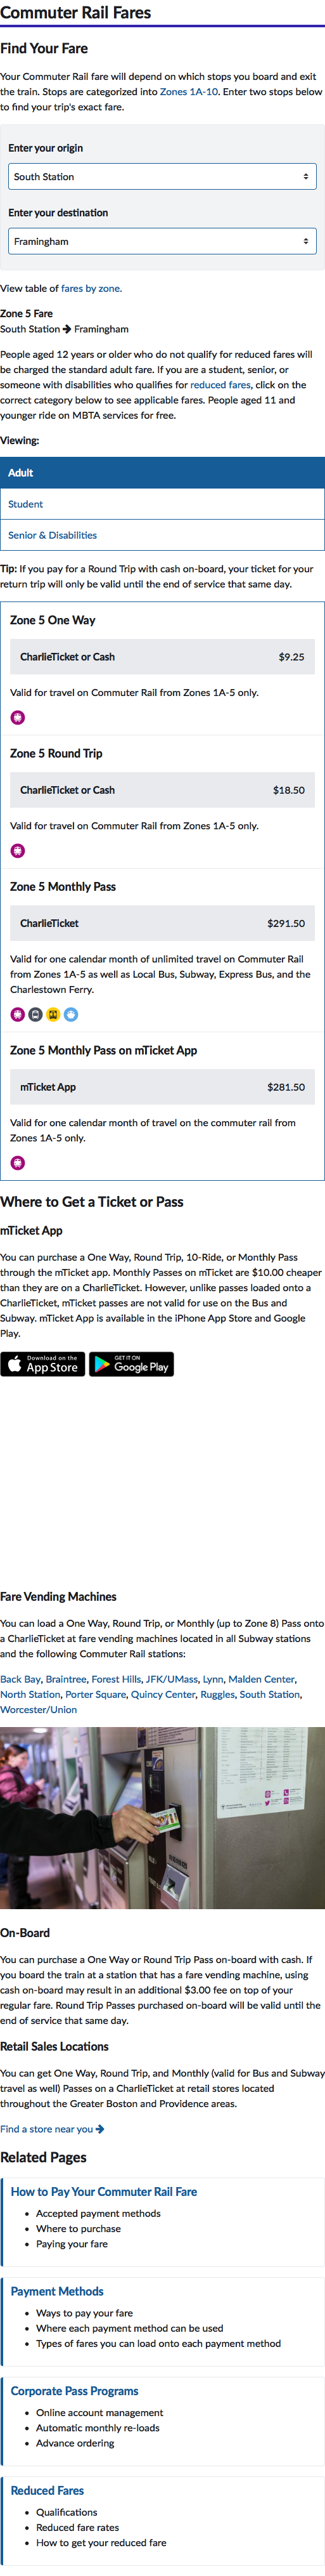 Commuter Rail Fares
Find Your Fare
Your Commuter Rail fare will depend on which stops you board and exit
the train. Stops are categorized into Zones 1A-10. Enter two stops below
to find your trip's exact fare.
Enter your origin
South Station
Enter your destination
Framingham
View table of fares by zone.
Zone 5 Fare
South Station → Framingham
People aged 12 years or older who do not qualify for reduced fares will
be charged the standard adult fare. If you are a student, senior, or
someone with disabilities who qualifies for reduced fares, click on the
correct category below to see applicable fares. People aged 11 and
younger ride on MBTA services for free.
Viewing:
Adult
Student
Senior & Disabilities
Tip: If you pay for a Round Trip with cash on-board, your ticket for your
return trip will only be valid until the end of service that same day.
Zone 5 One Way
CharlieTicket or Cash $9.25
Valid for travel on Commuter Rail from Zones 1A-5 only.
Zone 5 Round Trip
CharlieTicket or Cash $18.50
Valid for travel on Commuter Rail from Zones 1A-5 only.
Zone 5 Monthly Pass
CharlieTicket $291.50
Valid for one calendar month of unlimited travel on Commuter Rail
from Zones 1A-5 as well as Local Bus, Subway, Express Bus, and the
Charlestown Ferry.
Zone 5 Monthly Pass on mTicket App
mTicket App $281.50
Valid for one calendar month of travel on the commuter rail from
Zones 1A-5 only.
Where to Get a Ticket or Pass
mTicket App
You can purchase a One Way, Round Trip, 10-Ride, or Monthly Pass
through the mTicket app. Monthly Passes on mTicket are $10.00 cheaper
than they are on a CharlieTicket. However, unlike passes loaded onto a
CharlieTicket, mTicket passes are not valid for use on the Bus and
Subway. mTicket App is available in the iPhone App Store and Google
Play.
Download on the App Store GET IT ON Google Play
Fare Vending Machines
You can load a One Way, Round Trip, or Monthly (up to Zone 8) Pass onto
a CharlieTicket at fare vending machines located in all Subway stations
and the following Commuter Rail stations:
Back Bay, Braintree, Forest Hills, JFK/UMass, Lynn, Malden Center,
North Station, Porter Square, Quincy Center, Ruggles, South Station,
Worcester/Union
On-Board
You can purchase a One Way or Round Trip Pass on-board with cash. If
you board the train at a station that has a fare vending machine, using
cash on-board may result in an additional $3.00 fee on top of your
regular fare. Round Trip Passes purchased on-board will be valid until the
end of service that same day.
Retail Sales Locations
You can get One Way, Round Trip, and Monthly (valid for Bus and Subway
travel as well) Passes on a CharlieTicket at retail stores located
throughout the Greater Boston and Providence areas.
Find a store near you →
Related Pages
How to Pay Your Commuter Rail Fare
• Accepted payment methods
• Where to purchase
• Paying your fare
Payment Methods
• Ways to pay your fare
• Where each payment method can be used
• Types of fares you can load onto each payment method
Corporate Pass Programs
• Online account management
• Automatic monthly re-loads
• Advance ordering
Reduced Fares
• Qualifications
• Reduced fare rates
• How to get your reduced fare